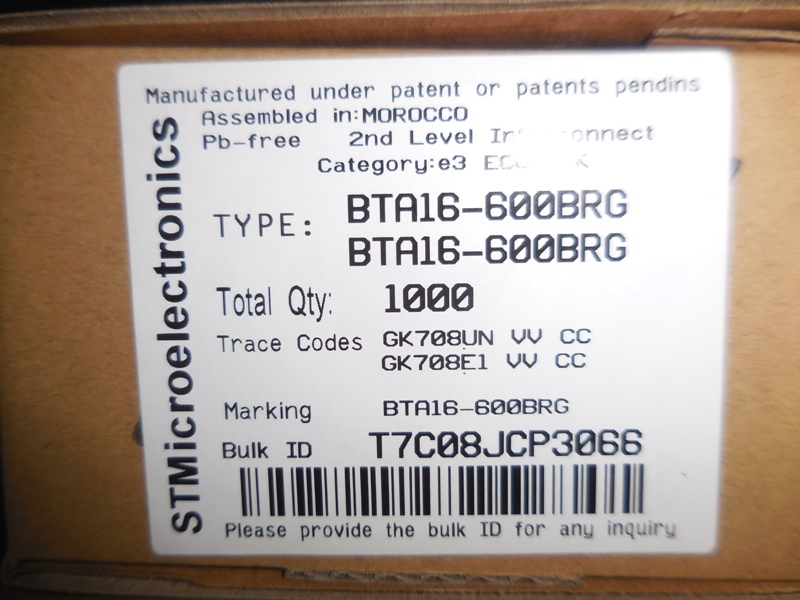 Manufactured under patent or patents pending
Assembled in:MOROCCO
Pb-free 2nd Level
Category:e3
STMicroelectronics
TYPE: BTA16-600BRG
BTA16-600BRG
Total Qty: 1000
Trace Codes GK708UN VV CC
GK708E1 VV CC
Marking BTA16-600BRG
Bulk ID T7C08JCP3066
Please provide the bulk ID for any inquiry